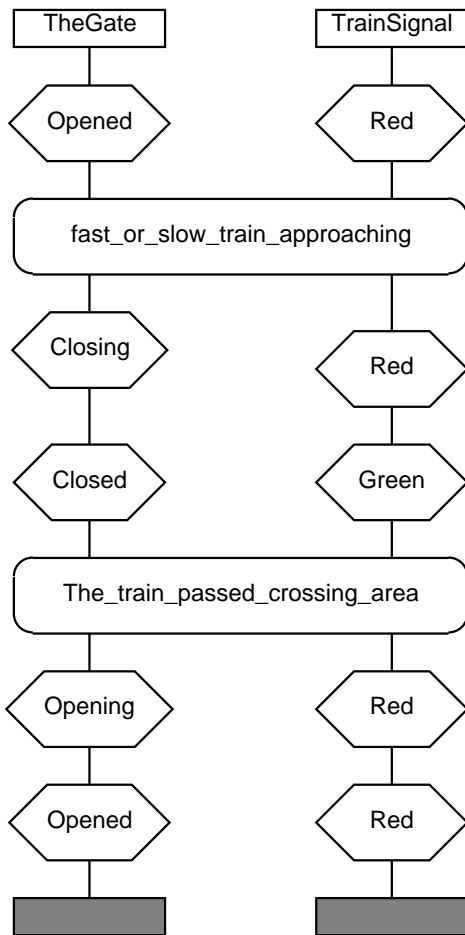 TheGate TrainSignal
Opened Red
fast_or_slow_train_approaching
Closing
Red
Closed Green
The_train_passed_crossing_area
Opening Red
Opened Red